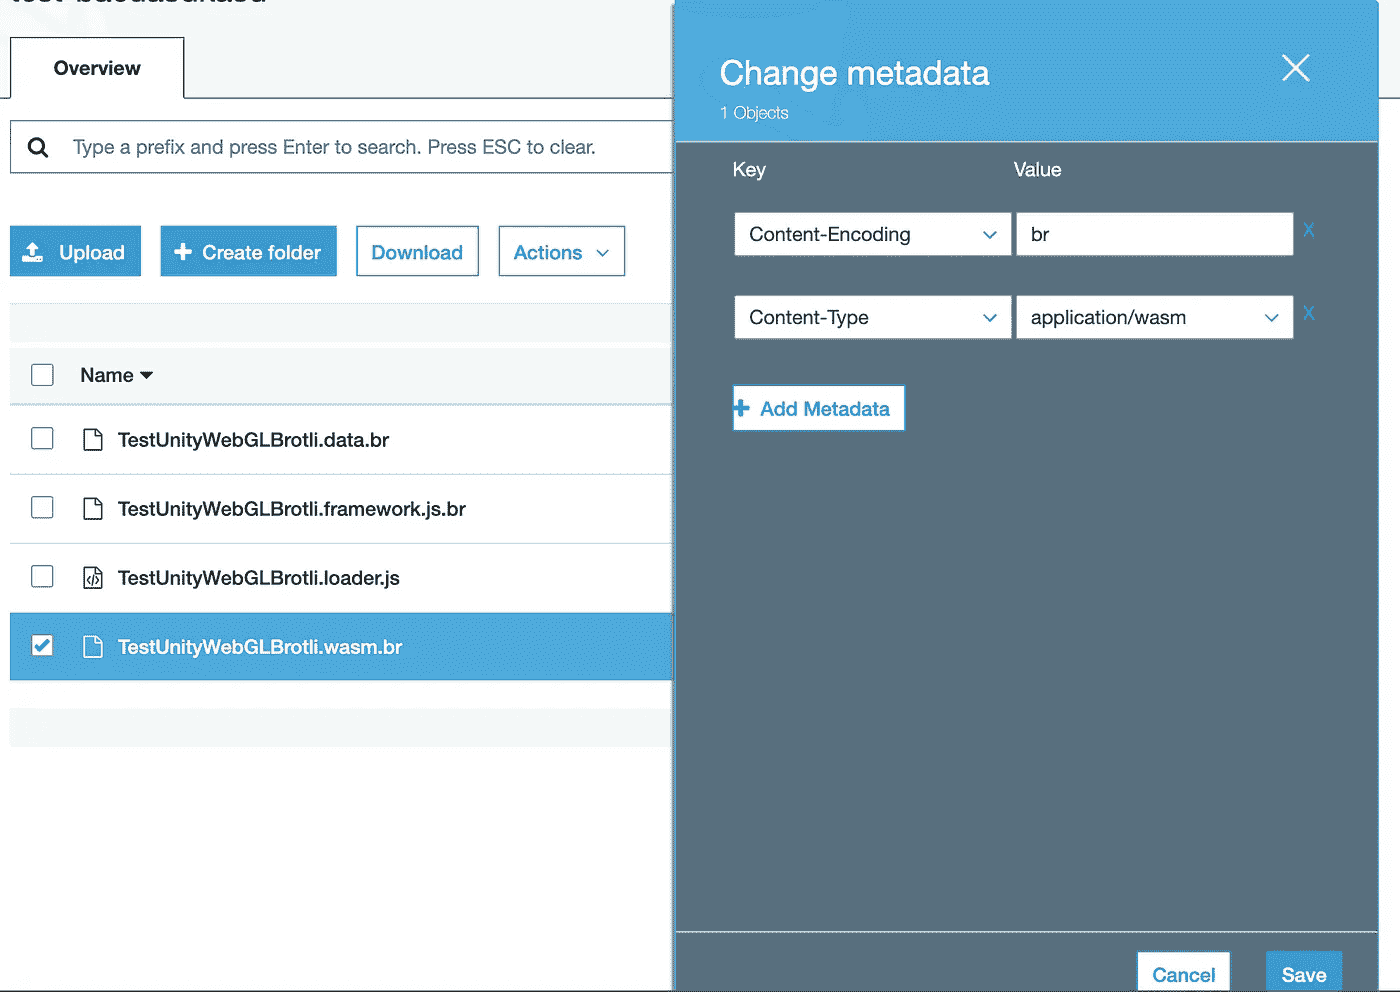 Overview
Type a prefix and press Enter to search. Press ESC to clear.
Upload
Create folder
Download
Actions
Name
TestUnityWebGLBrotli.data.br
TestUnityWebGLBrotli.framework.js.br
TestUnityWebGLBrotli.loader.js
TestUnityWebGLBrotli.wasm.br
Change metadata
1 Objects
Key Value
Content-Encoding br X
Content-Type application/wasm X
+ Add Metadata
Cancel Save